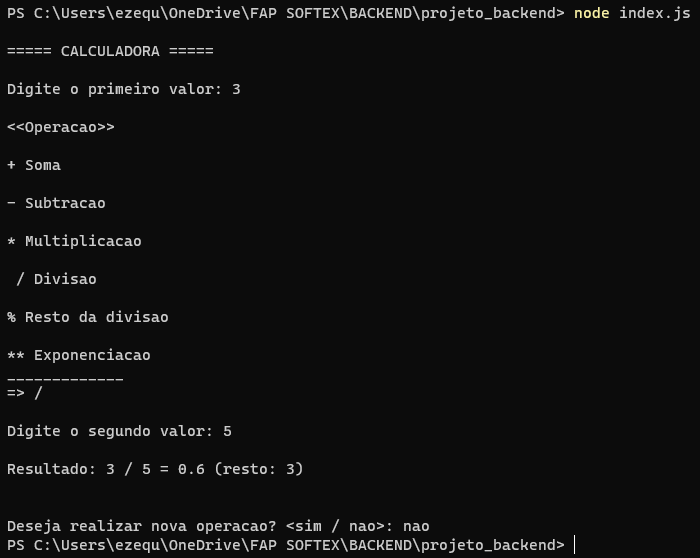 PS C:\Users\ezequ\OneDrive\FAP SOFTEX\BACKEND\projeto_backend> node index.js
===== CALCULADORA =====
Digite o primeiro valor: 3
<<Operacao>>
+ Soma
- Subtracao
* Multiplicacao
/ Divisao
% Resto da divisao
** Exponenciacao
_____________
=> /
Digite o segundo valor: 5
Resultado: 3 / 5 = 0.6 (resto: 3)
Deseja realizar nova operacao? <sim / nao>: nao
PS C:\Users\ezequ\OneDrive\FAP SOFTEX\BACKEND\projeto_backend>